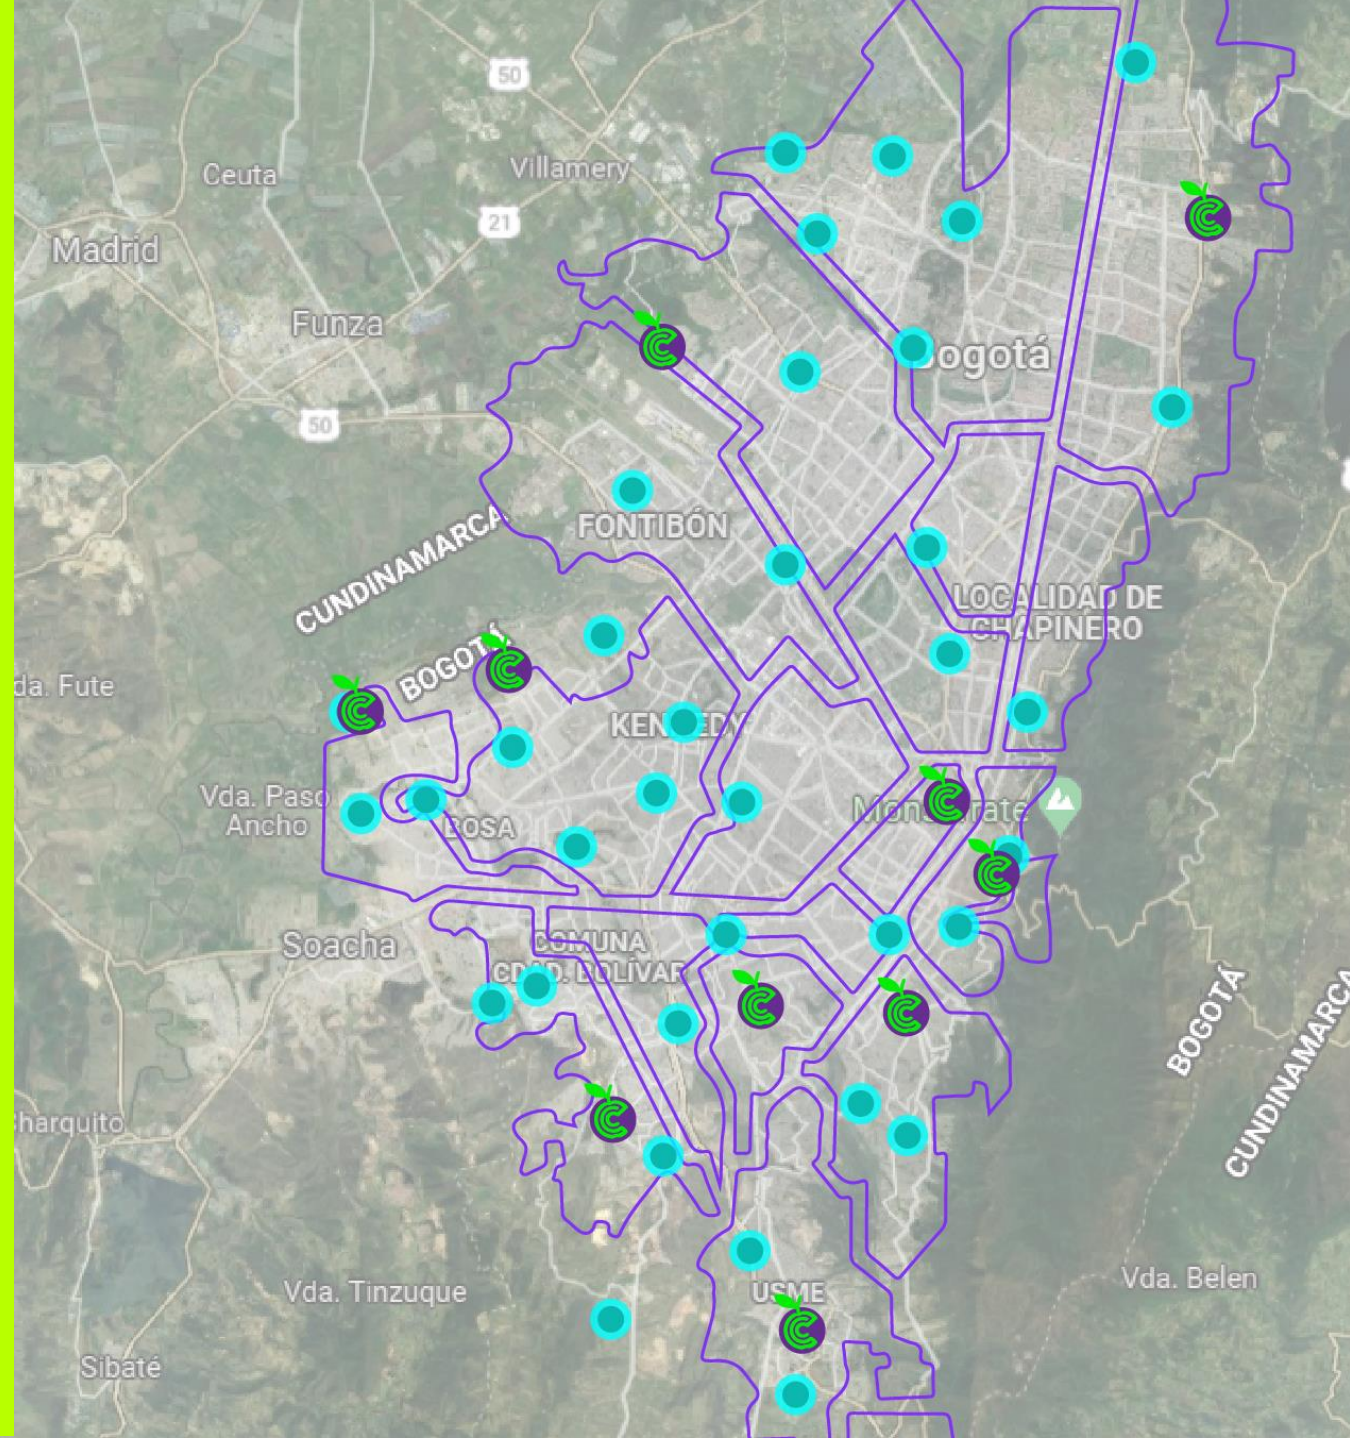 50
Villamery
Ceuta
21
Madrid
Funza
ogotá
50
FONTIBÓN
CUNDINAMARCA
LOCALIDAD DE
CHAPINERO
BOGOTÁ
da. Fute
KENNEDY
Vda. Paso
Ancho
BOSA
Soacha
COMUNA
CDAD. BOLÍVAR
BOGOTÁ
CUNDINAMARCA
harquito
Vda. Tinzuque
USME
Vda. Belen
Sibaté